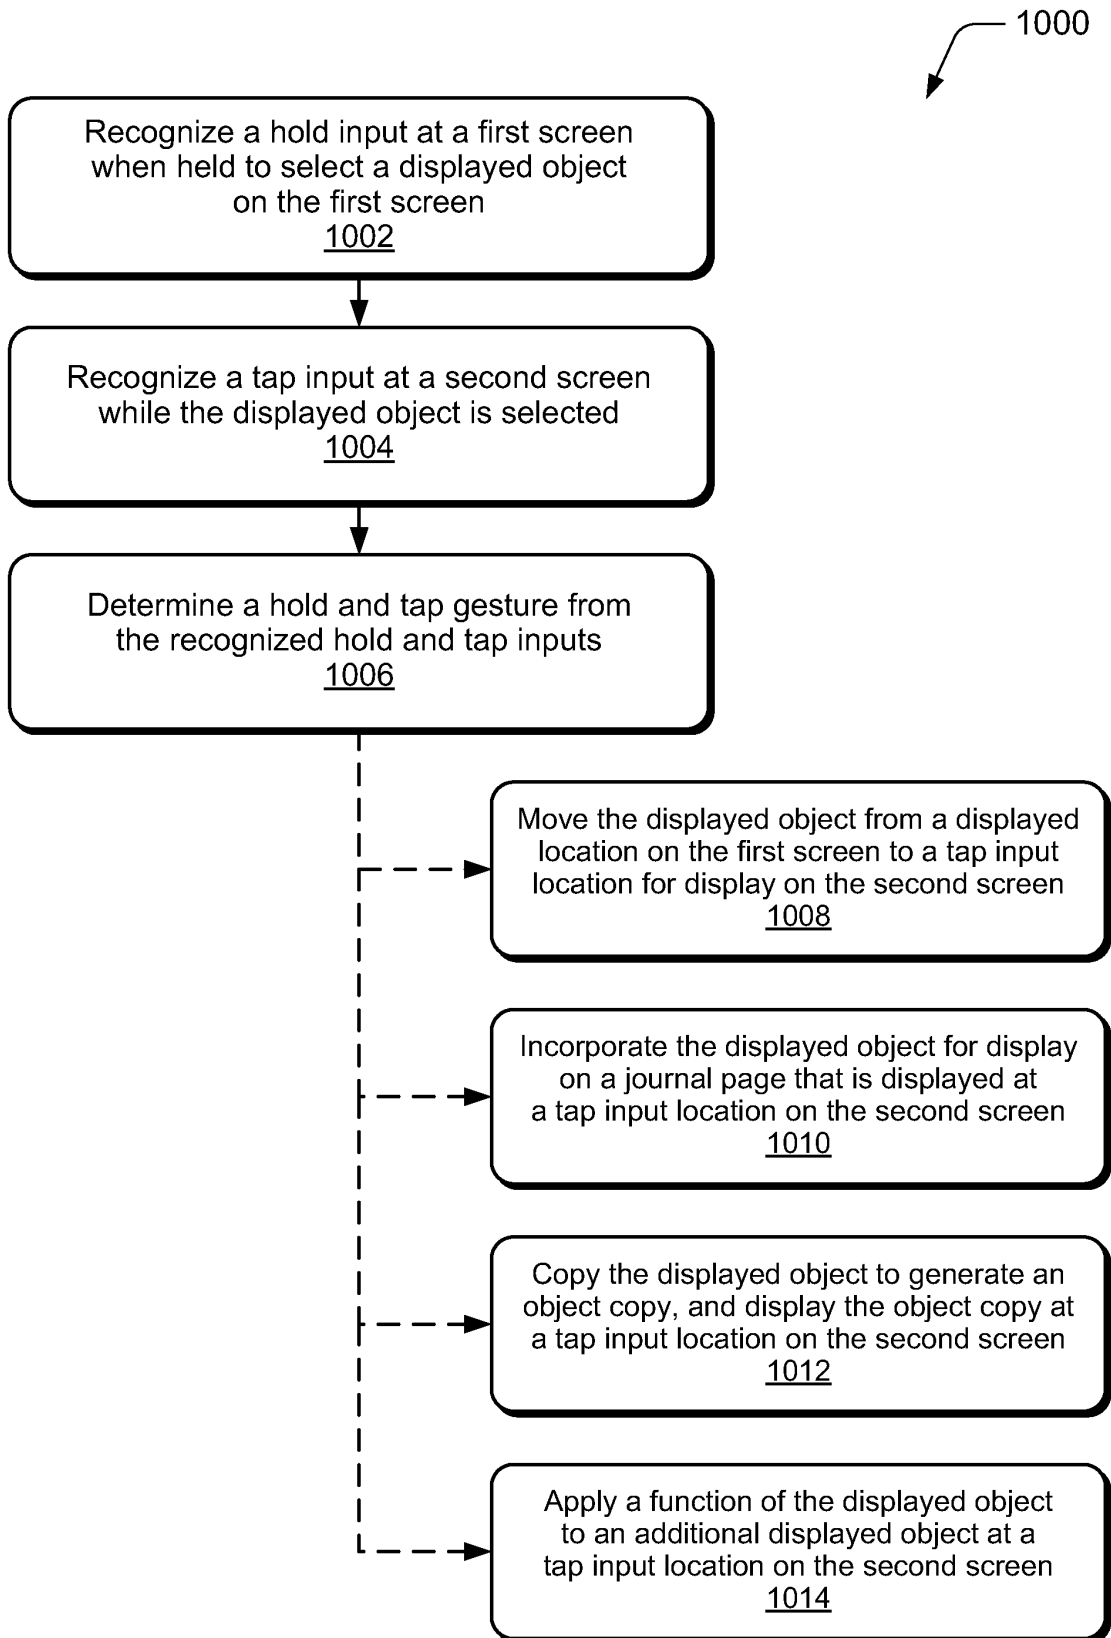 1000
Recognize a hold input at a first screen
when held to select a displayed object
on the first screen
1002
Recognize a tap input at a second screen
while the displayed object is selected
1004
Determine a hold and tap gesture from
the recognized hold and tap inputs
1006
Move the displayed object from a displayed
location on the first screen to a tap input
location for display on the second screen
1008
Incorporate the displayed object for display
on a journal page that is displayed at
a tap input location on the second screen
1010
Copy the displayed object to generate an
object copy, and display the object copy at
a tap input location on the second screen
1012
Apply a function of the displayed object
to an additional displayed object at a
tap input location on the second screen
1014